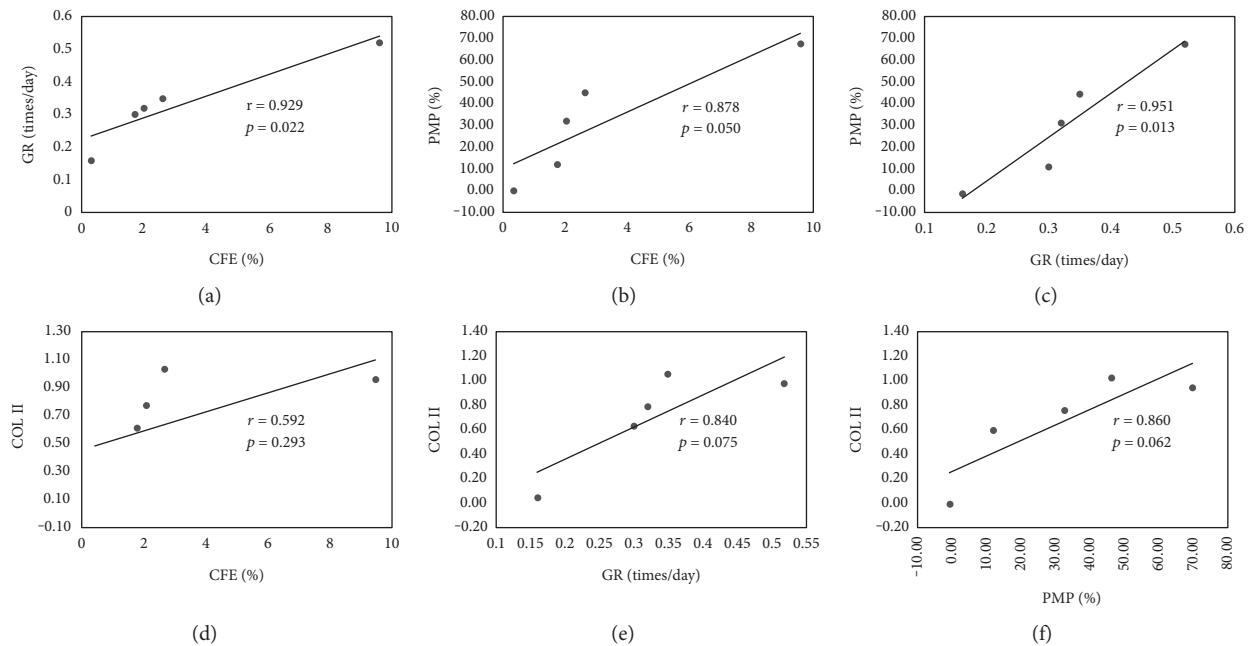 0.6
0.5
0.4
0.3
0.2
0.1
0
GR (times/day)
r = 0.929
p = 0.022
0 2 4 6 8 10
CFE (%)
(a)
80.00
70.00
60.00
50.00
40.00
30.00
20.00
10.00
0.00
−10.00
PMP (%)
r = 0.878
p = 0.050
0 2 4 6 8 10
CFE (%)
(b)
80.00
70.00
60.00
50.00
40.00
30.00
20.00
10.00
0.00
−10.00
PMP (%)
r = 0.951
p = 0.013
0.1 0.2 0.3 0.4 0.5 0.6
GR (times/day)
(c)
1.30
1.10
0.90
0.70
0.50
0.30
0.10
−0.10
COL II
r = 0.592
p = 0.293
0 2 4 6 8 10
CFE (%)
(d)
1.40
1.20
1.00
0.80
0.60
0.40
0.20
0.00
−0.20
COL II
r = 0.840
p = 0.075
0.1 0.15 0.2 0.25 0.3 0.35 0.4 0.45 0.5 0.55
GR (times/day)
(e)
1.40
1.20
1.00
0.80
0.60
0.40
0.20
0.00
−0.20
COL II
r = 0.860
p = 0.062
−10.00 0.00 10.00 20.00 30.00 40.00 50.00 60.00 70.00 80.00
PMP (%)
(f)